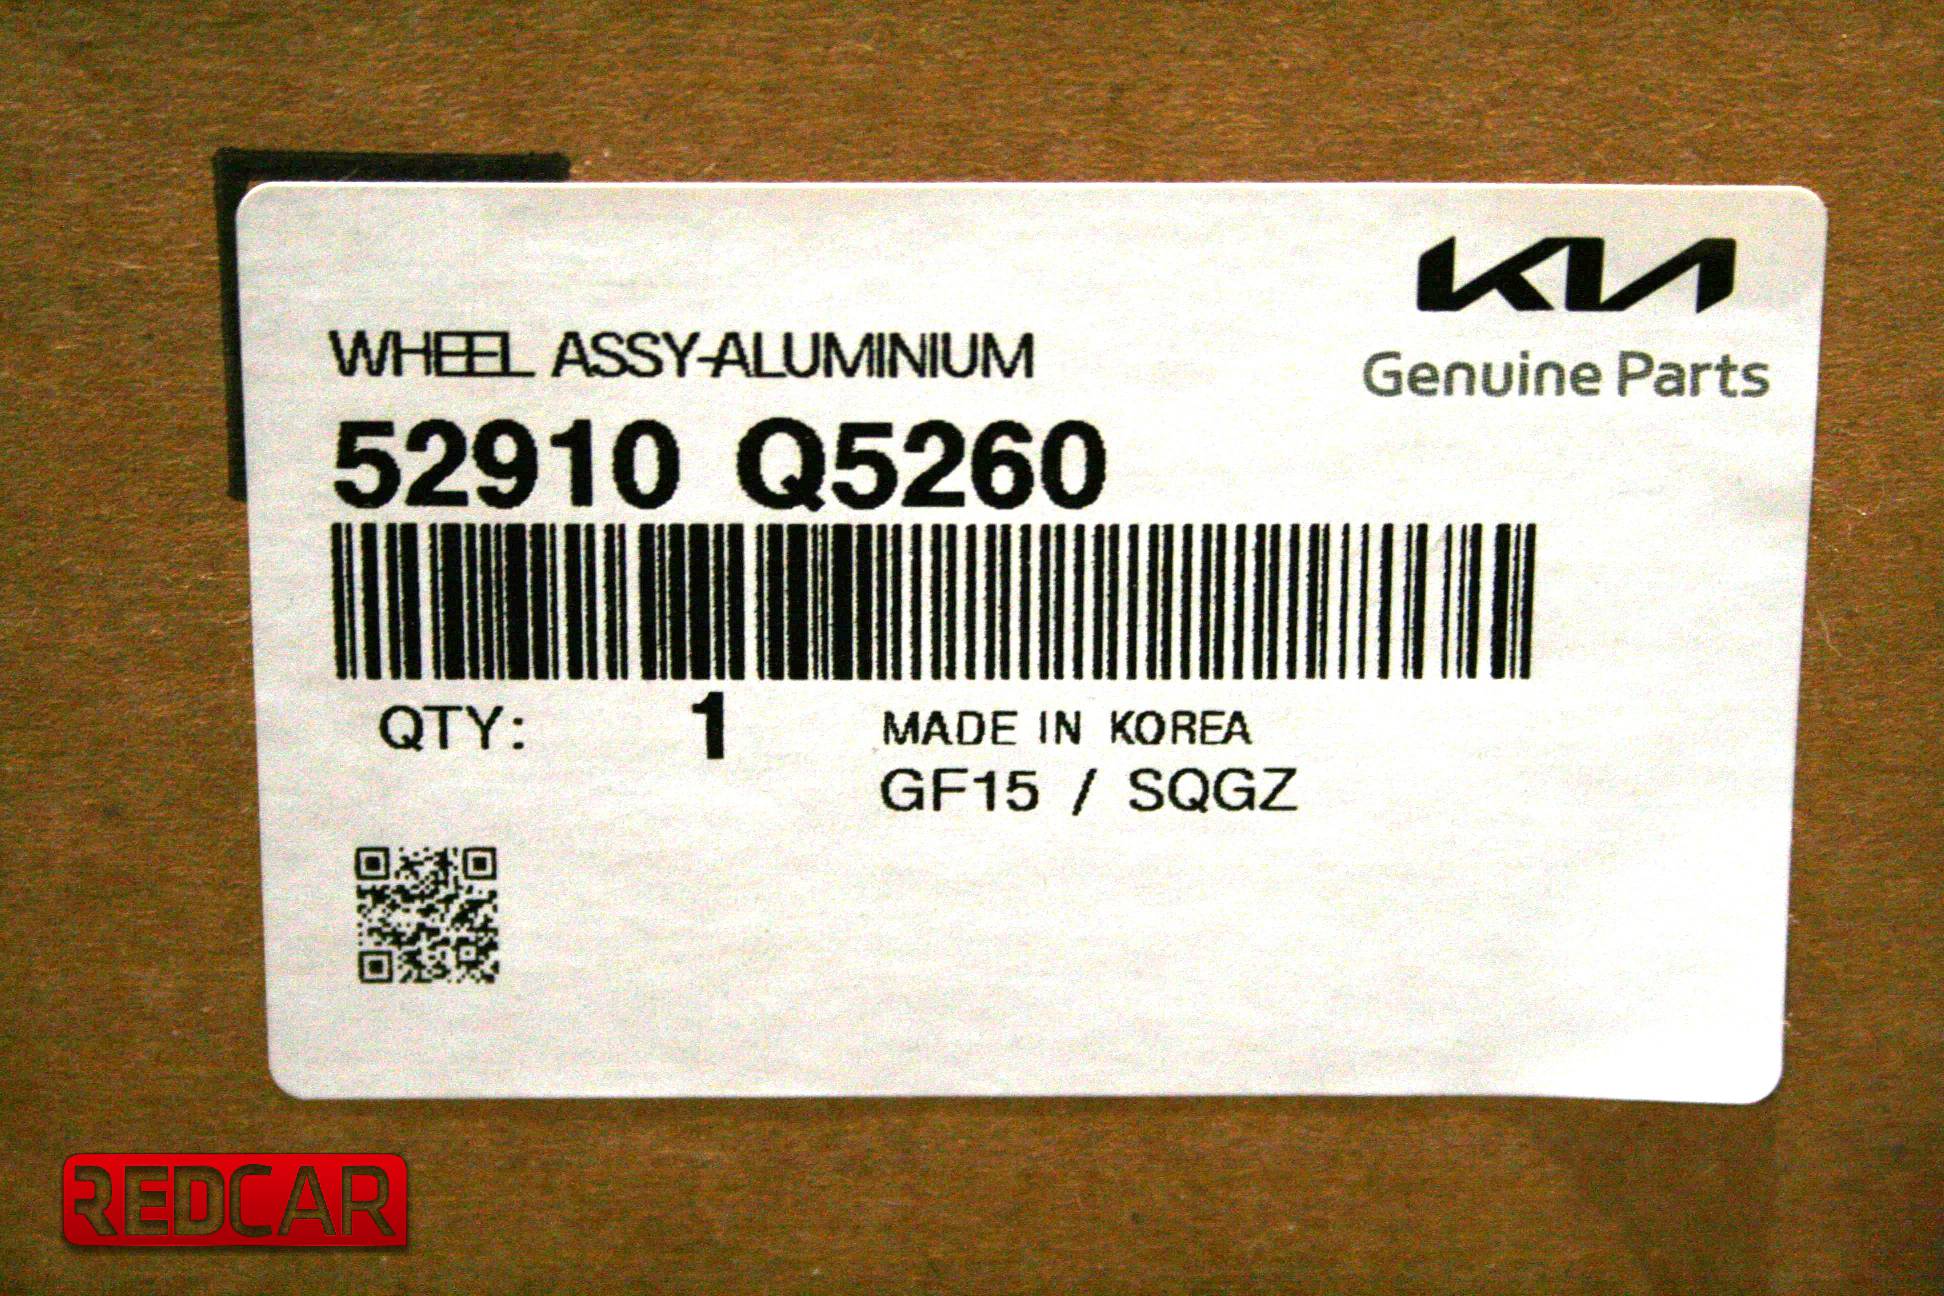 KIA
Genuine Parts
WHEEL ASSY-ALUMINIUM
52910 Q5260
QTY: 1 MADE IN KOREA
GF15 / SQGZ
REDCAR